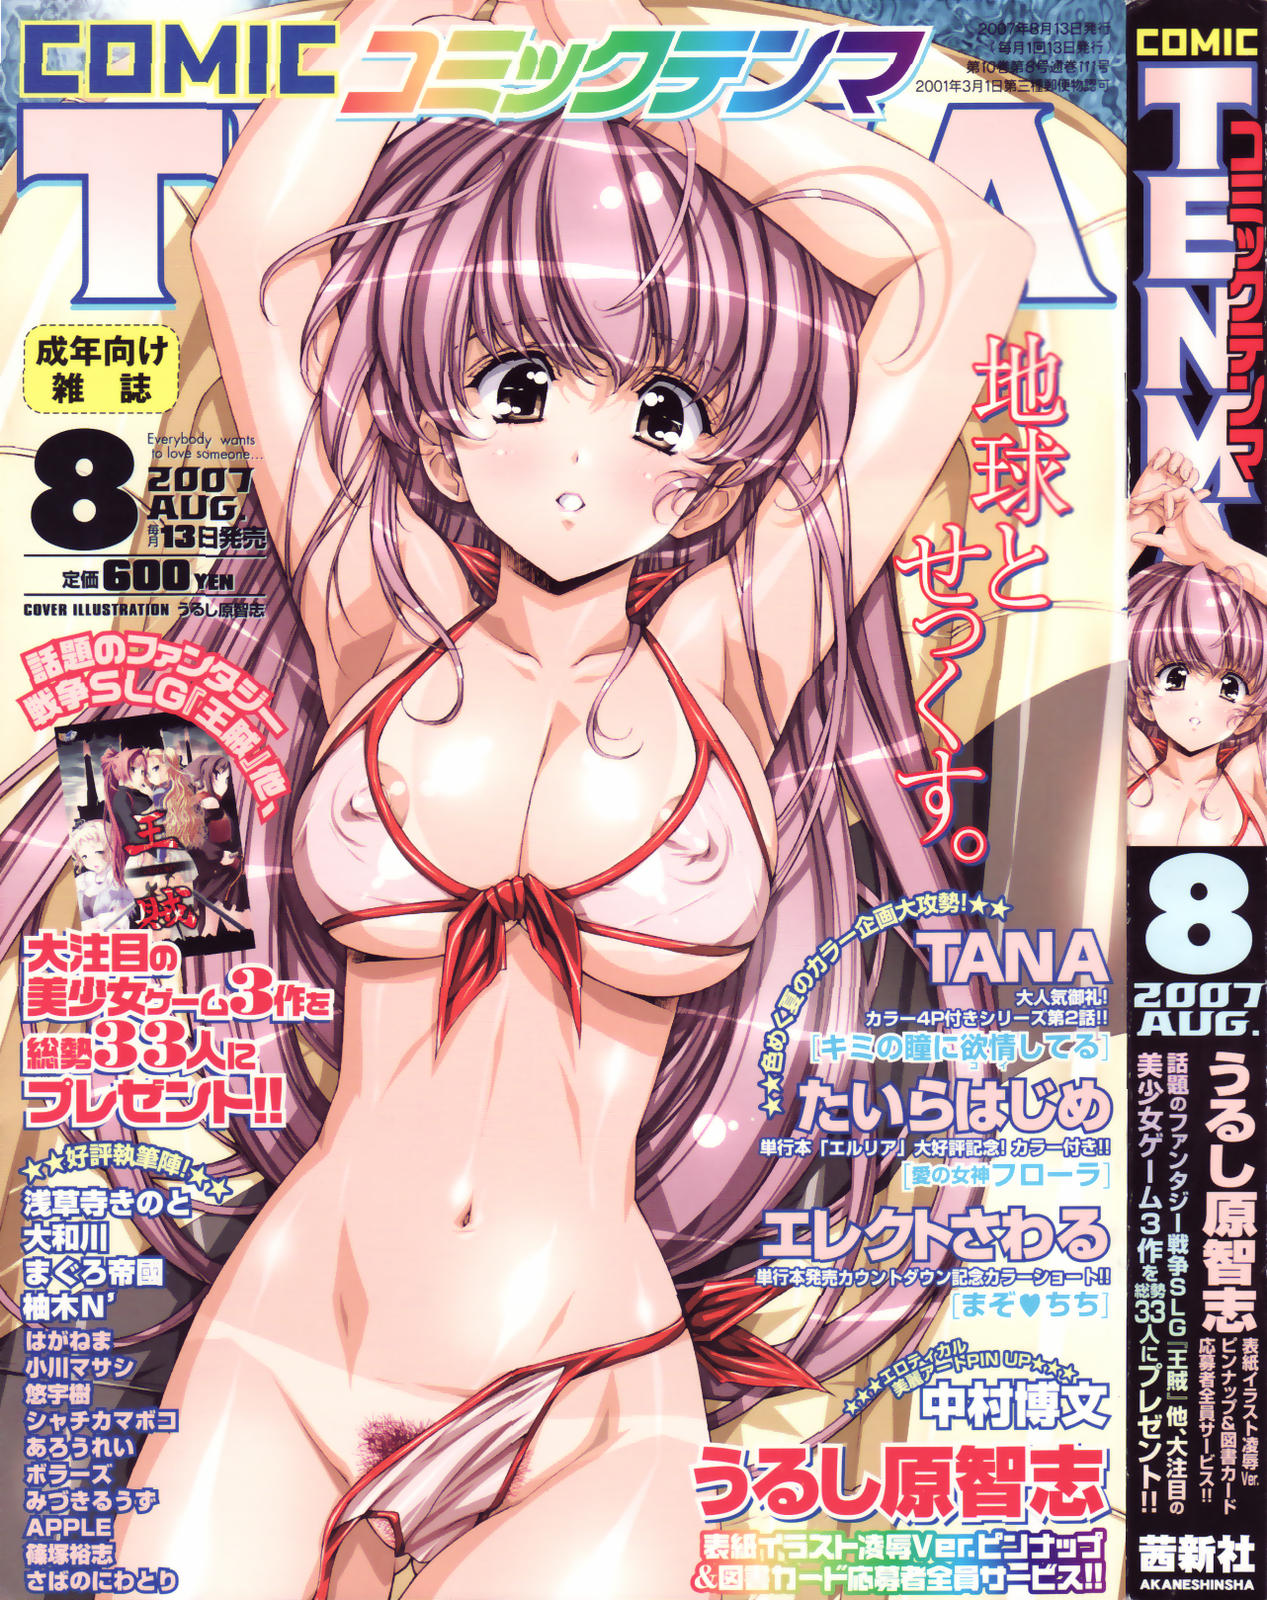 COMIC
コミックテンマ
2007年8月13日発行
(毎月1回13日発行)
第10巻第8号通巻111号
2001年3月1日第三種郵便物認可
T    A
成年向け
雑誌
8
Everybody wants
to love someone...
2007
AUG.
毎月13日発売
定価600YEN
COVER ILLUSTRATION うるし原智志
地球と
せっくす。
話題のファンタジー
戦争SLG『王賊』他、
王賊
大注目の
美少女ゲーム3作を
総勢33人に
プレゼント!!
★★好評執筆陣!★★
浅草寺きのと
大和川
まぐろ帝國
柚木N'
はがねま
小川マサシ
悠宇樹
シャチカマボコ
あろうれい
ボラーズ
みづきるうず
APPLE
篠塚裕志
さばのにわとり
★★色めく夏のカラー企画大攻勢!★★
TANA
大人気御礼!
カラー4P付きシリーズ第2話!!
[キミの瞳に欲情してる]
コイ
たいらはじめ
単行本「エルリア」大好評記念! カラー付き!!
[愛の女神フローラ]
エレクトさわる
単行本発売カウントダウン記念カラーショート!!
[まぞ♥ちち]
★★★エロティカル
美麗アートPIN UP★★★
中村博文
うるし原智志
表紙イラスト凌辱Ver.ピンナップ
&図書カード応募者全員サービス!!
COMIC
TENM
コミックテンマ
8
2007
AUG.
話題のファンタジー戦争SLG『王賊』他、大注目の
美少女ゲーム3作を総勢33人にプレゼント!!
うるし原智志
表紙イラスト凌辱Ver.
ピンナップ&図書カード
応募者全員サービス!!
茜新社
AKANESHINSHA